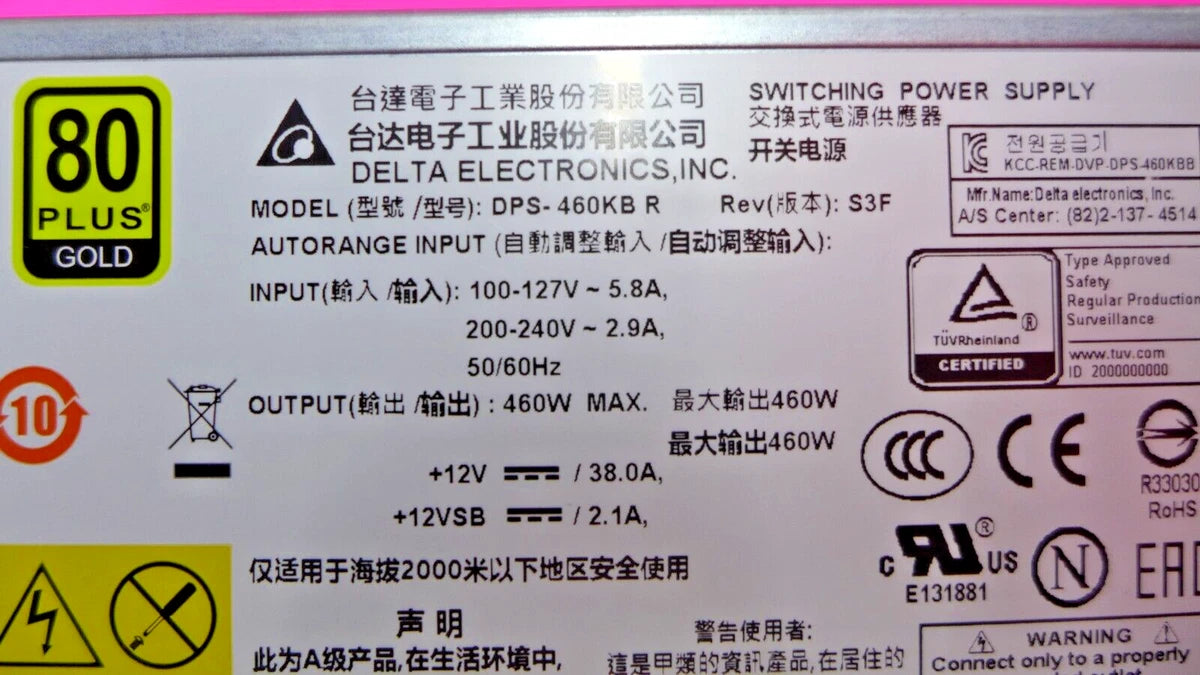 80
PLUS®
GOLD
台達電子工業股份有限公司
台达电子工业股份有限公司
DELTA ELECTRONICS,INC.
SWITCHING POWER SUPPLY
交換式電源供應器
开关电源
전원공급기
KCC-REM-DVP-DPS-460KBB
Mfr.Name:Delta electronics, Inc.
A/S Center: (82)2-137- 4514
MODEL (型號 /型号): DPS- 460KB R Rev(版本): S3F
AUTORANGE INPUT (自動調整輸入 /自动调整输入):
INPUT(輸入 /输入): 100-127V ~ 5.8A,
200-240V ~ 2.9A,
50/60Hz
TÜVRheinland ®
CERTIFIED
Type Approved
Safety
Regular Production
Surveillance
www.tuv.com
ID 2000000000
10
OUTPUT(輸出 /输出) : 460W MAX. 最大輸出460W
最大输出460W
+12V / 38.0A,
+12VSB / 2.1A,
CCC
CE
R33030
RoHS
仅适用于海拔2000米以下地区安全使用
c RU ® US
E131881
N
EAC
声 明
此为A级产品,在生活环境中,
警告使用者:
這是甲類的資訊產品,在居住的
WARNING
Connect only to a properly